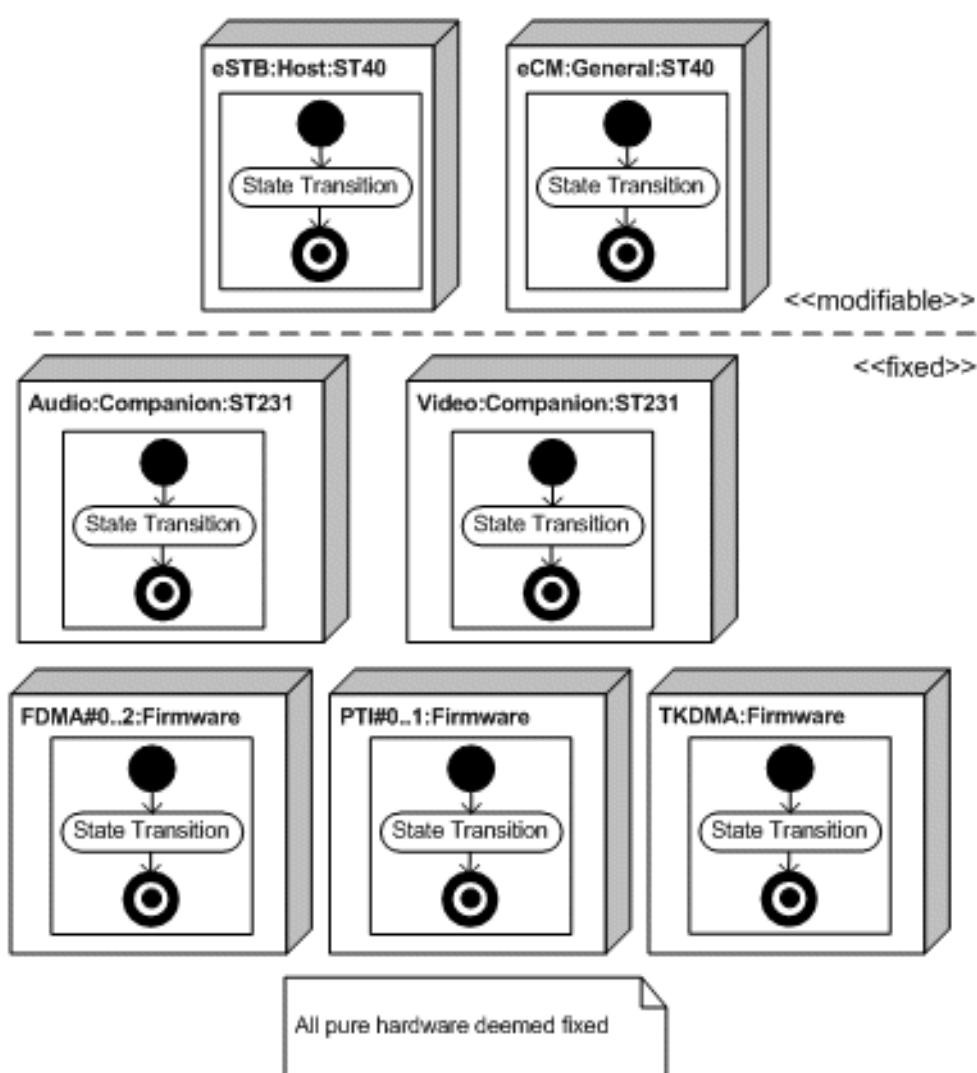 eSTB:Host:ST40
eCM:General:ST40
State Transition
State Transition
<<modifiable>>
<<fixed>>
Audio:Companion:ST231
Video:Companion:ST231
State Transition
State Transition
FDMA#0..2:Firmware
PTI#0..1:Firmware
TKDMA:Firmware
State Transition
State Transition
State Transition
All pure hardware deemed fixed